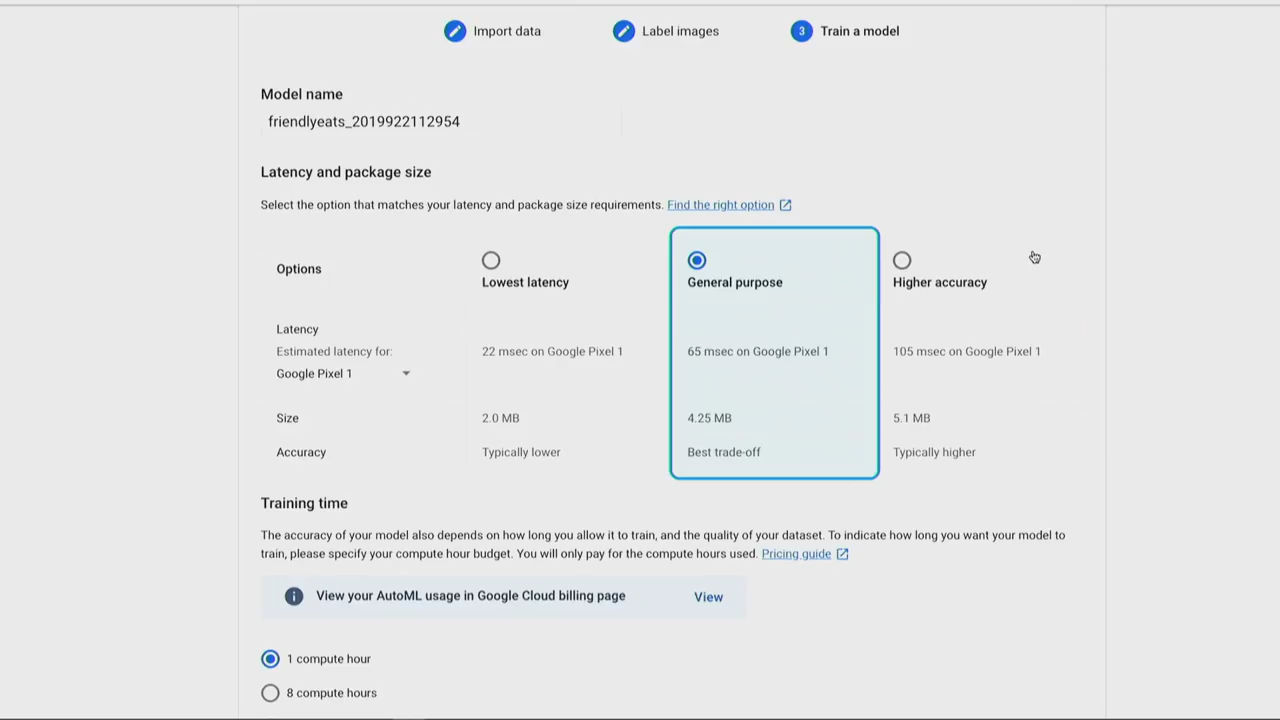 Import data
Label images
3
Train a model
Model name
friendlyeats_2019922112954
Latency and package size
Select the option that matches your latency and package size requirements. Find the right option
Options
Lowest latency
General purpose
Higher accuracy
Latency
Estimated latency for:
Google Pixel 1
22 msec on Google Pixel 1
65 msec on Google Pixel 1
105 msec on Google Pixel 1
Size
2.0 MB
4.25 MB
5.1 MB
Accuracy
Typically lower
Best trade-off
Typically higher
Training time
The accuracy of your model also depends on how long you allow it to train, and the quality of your dataset. To indicate how long you want your model to
train, please specify your compute hour budget. You will only pay for the compute hours used. Pricing guide
i
View your AutoML usage in Google Cloud billing page
View
1 compute hour
8 compute hours